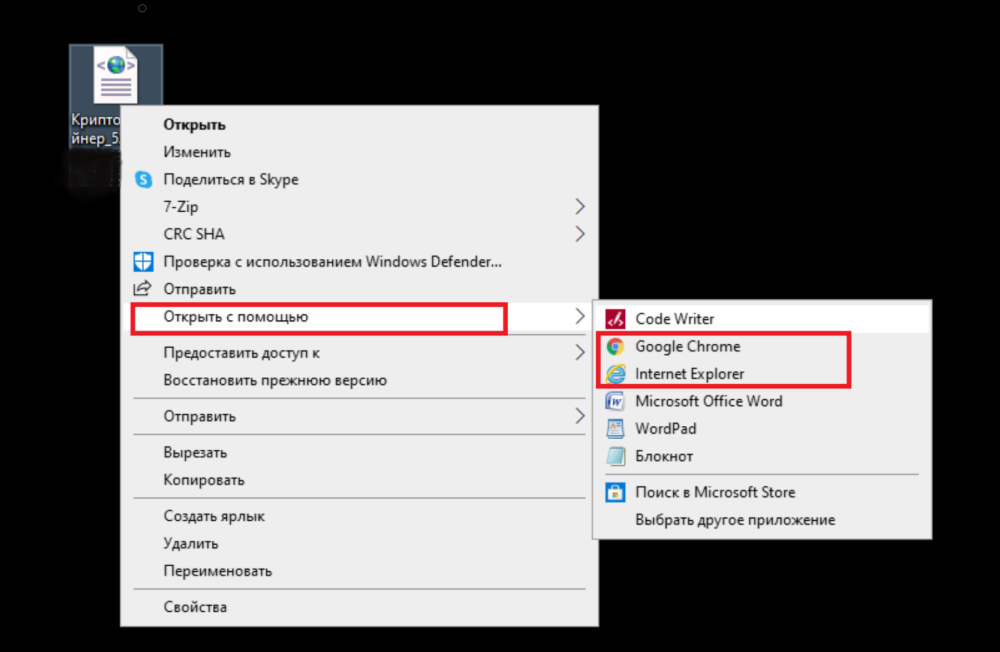 Крипто
йнер_5
Открыть
Изменить
Поделиться в Skype
7-Zip
CRC SHA
Проверка с использованием Windows Defender...
Отправить
Открыть с помощью
Предоставить доступ к
Восстановить прежнюю версию
Отправить
Вырезать
Копировать
Создать ярлык
Удалить
Переименовать
Свойства
Code Writer
Google Chrome
Internet Explorer
Microsoft Office Word
WordPad
Блокнот
Поиск в Microsoft Store
Выбрать другое приложение